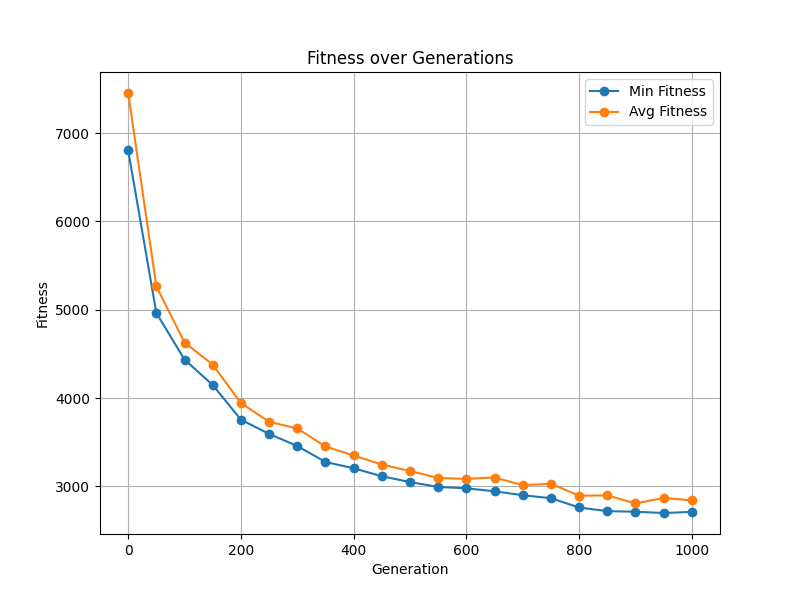 Fitness over Generations
Min Fitness
Avg Fitness
7000
6000
5000
4000
3000
Fitness
0 200 400 600 800 1000
Generation